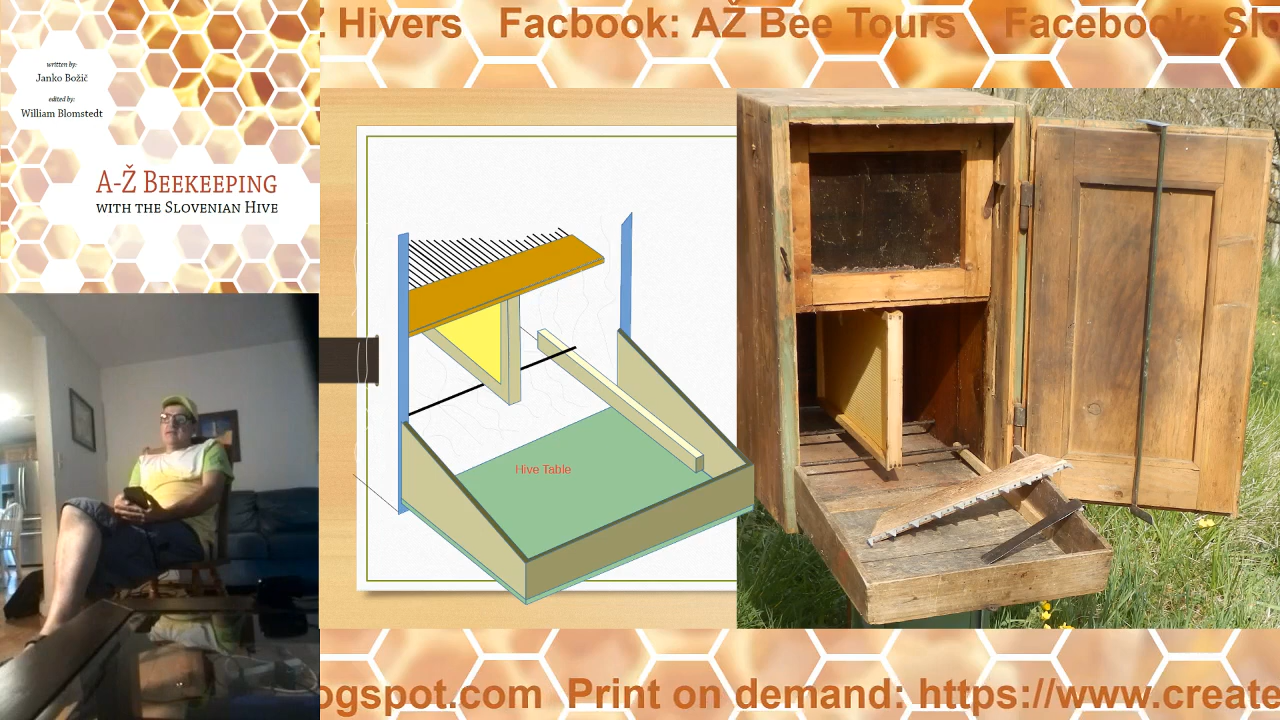 written by:
Janko Božič
edited by:
William Blomstedt
A-Ž Beekeeping
with the Slovenian Hive
Hivers Facbook: AŽ Bee Tours Facebook:
Hive Table
ogspot.com Print on demand: https://www.create